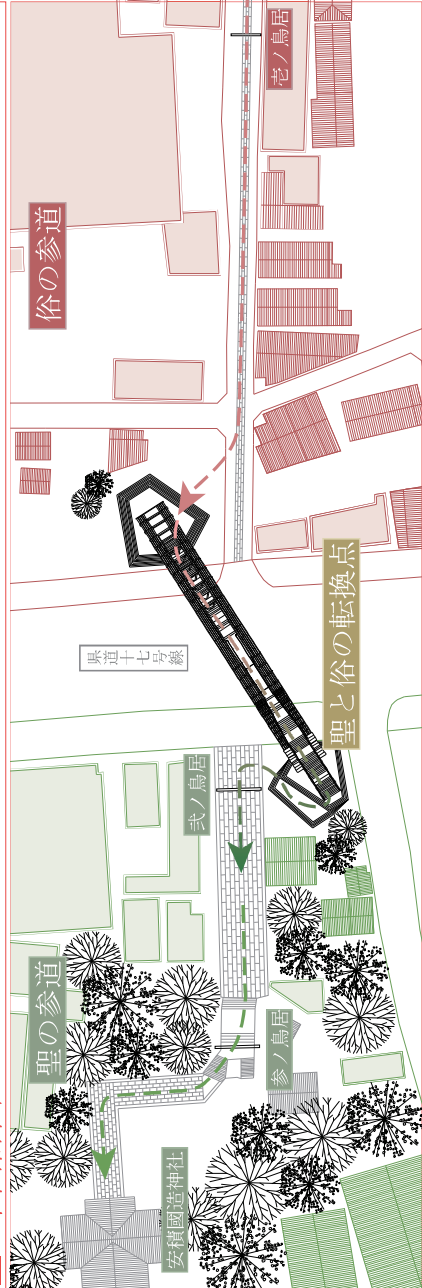 壱ノ鳥居
俗の参道
聖と俗の転換点
県道十七号線
弐ノ鳥居
聖の参道
参ノ鳥居
安積國造神社